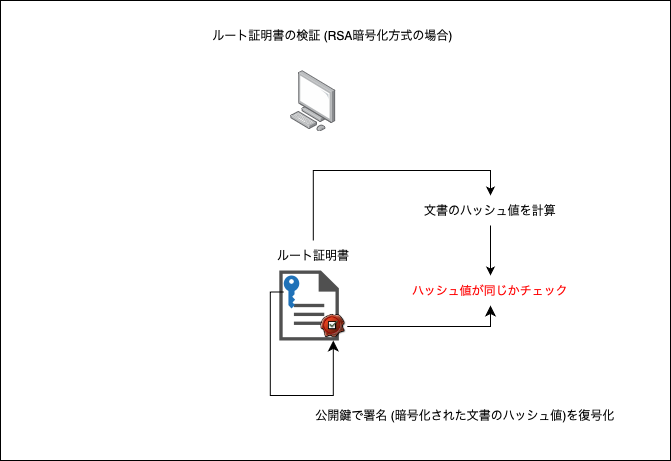 ルート証明書の検証 (RSA暗号化方式の場合)
文書のハッシュ値を計算
ルート証明書
ハッシュ値が同じかチェック
公開鍵で署名 (暗号化された文書のハッシュ値)を復号化